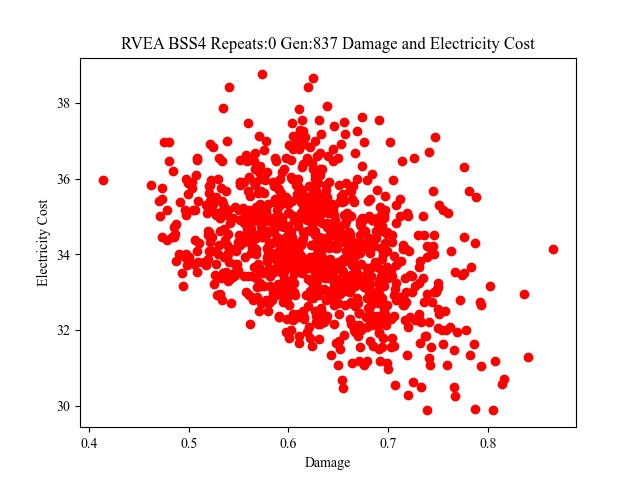 RVEA BSS4 Repeats:0 Gen:837 Damage and Electricity Cost
38
36
34
32
30
Electricity Cost
0.4 0.5 0.6 0.7 0.8
Damage